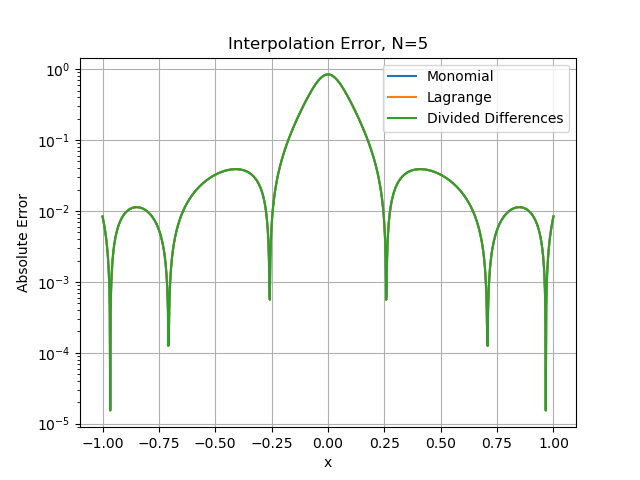 Interpolation Error, N=5
Monomial
Lagrange
Divided Differences
Absolute Error
10⁰
10⁻¹
10⁻²
10⁻³
10⁻⁴
10⁻⁵
−1.00 −0.75 −0.50 −0.25 0.00 0.25 0.50 0.75 1.00
x